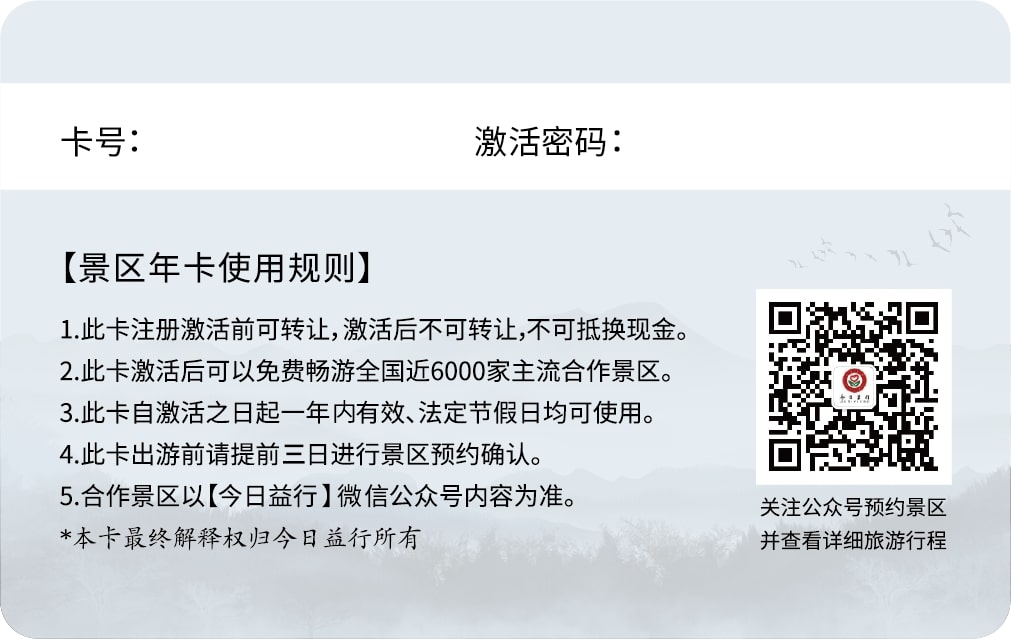 卡号：
激活密码：
【景区年卡使用规则】
1.此卡注册激活前可转让，激活后不可转让,不可抵换现金。
2.此卡激活后可以免费畅游全国近6000家主流合作景区。
3.此卡自激活之日起一年内有效、法定节假日均可使用。
4.此卡出游前请提前三日进行景区预约确认。
5.合作景区以【今日益行】微信公众号内容为准。
*本卡最终解释权归今日益行所有
今日益行
关注公众号预约景区
并查看详细旅游行程